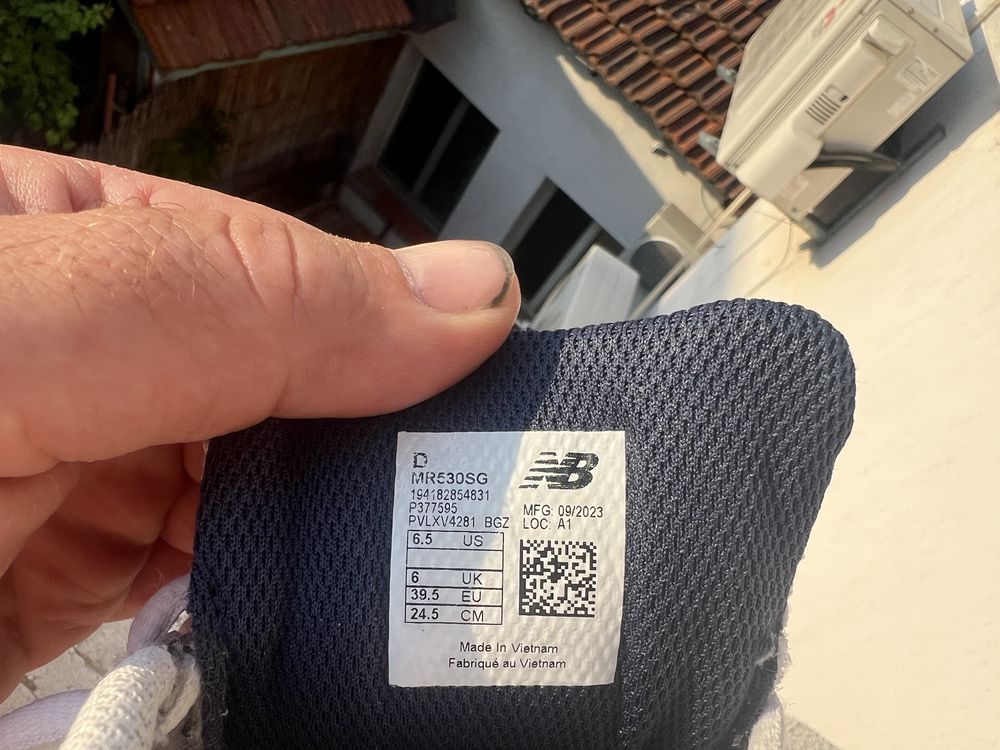 D
MR530SG
194182854831
P377595
PVLXV4281 BGZ
NB
MFG: 09/2023
LOC: A1
6.5 US
6 UK
39.5 EU
24.5 CM
Made In Vietnam
Fabriqué au Vietnam